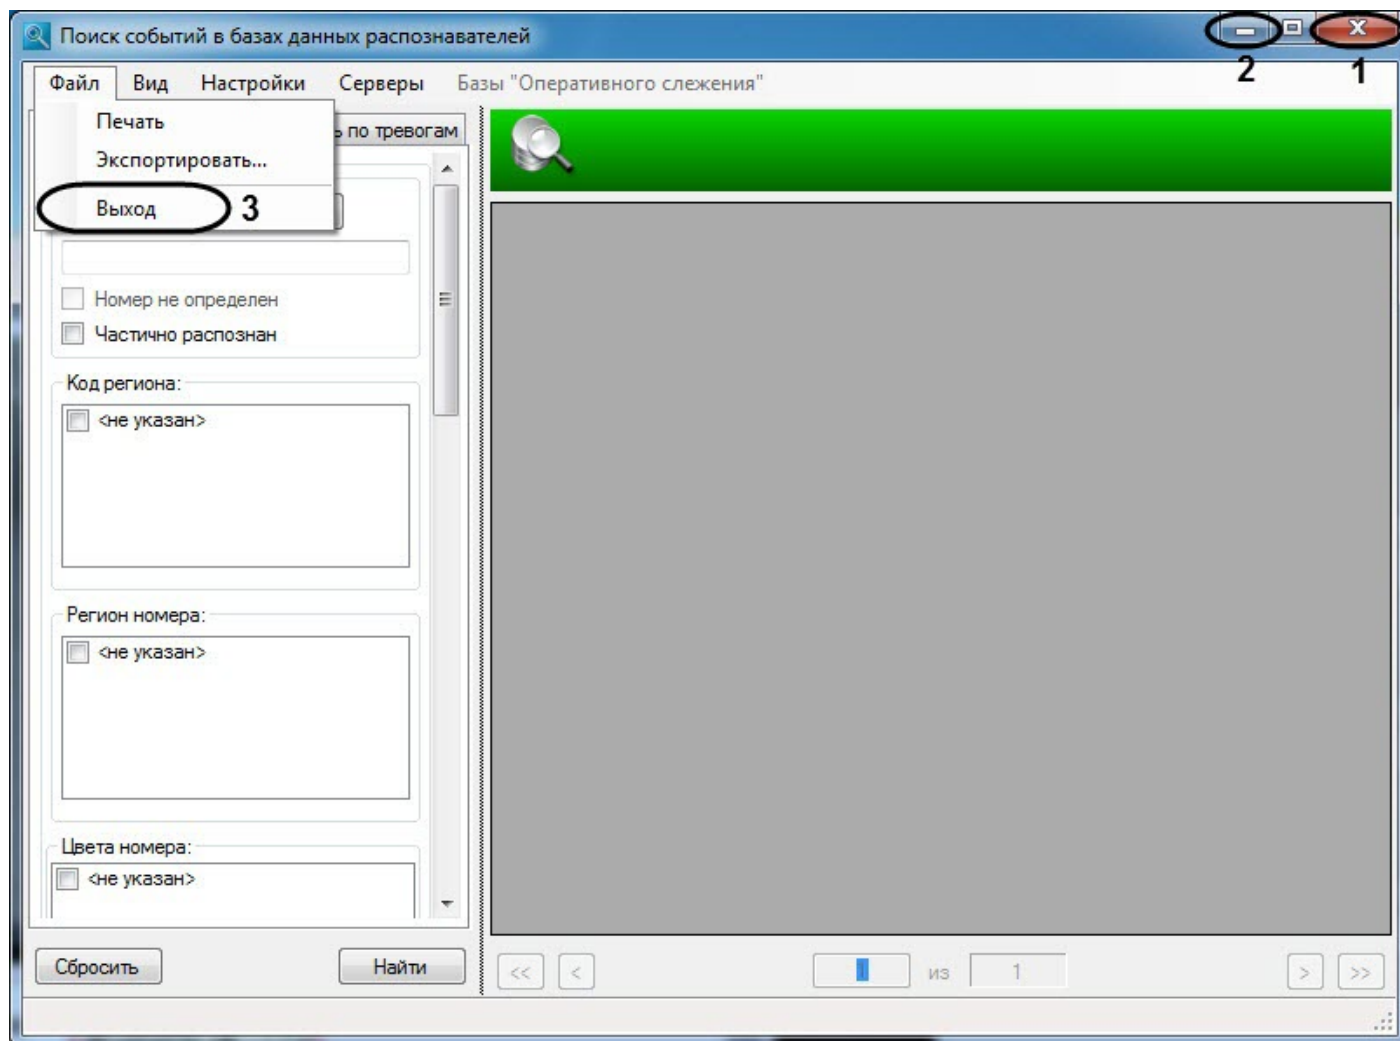 Поиск событий в базах данных распознавателей
2
1
Файл Вид Настройки Серверы Базы "Оперативного слежения"
Печать
по тревогам
Экспортировать...
Выход
3
Номер не определен
Частично распознан
Код региона:
<не указан>
Регион номера:
<не указан>
Цвета номера:
<не указан>
Сбросить
Найти
<< < 1 из 1 > >>